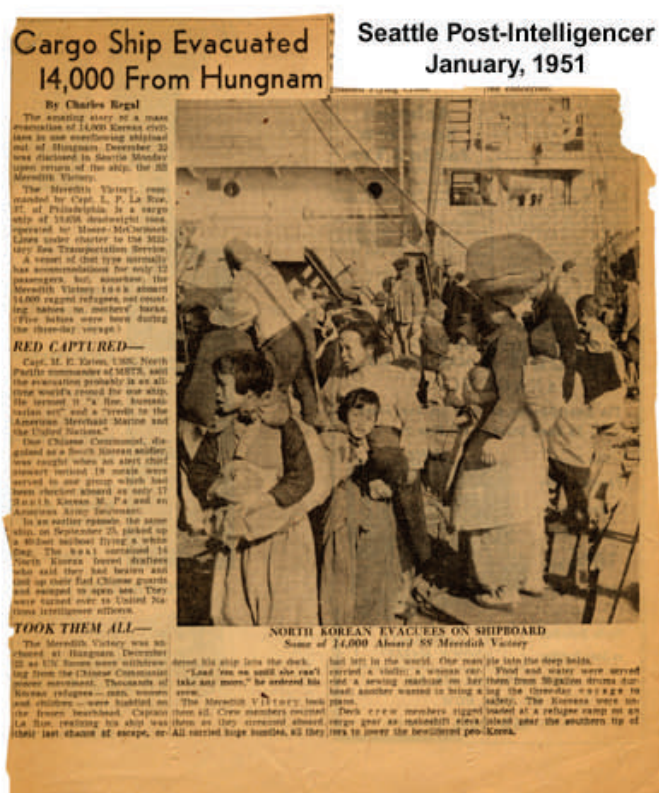 Cargo Ship Evacuated
14,000 From Hungnam
Seattle Post-Intelligencer
January, 1951
By Charles Regal
The amazing story of a mass
evacuation of 14,000 Korean civil-
ians in one overflowing shipload
out of Hungnam December 22
was disclosed in Seattle Monday
upon return of the ship, the SS
Meredith Victory.
The Meredith Victory, com-
manded by Capt. L. P. La Rue,
37, of Philadelphia, is a cargo
ship of deadweight tons,
operated by Moore-McCormack
Lines under charter to the Mili-
tary Sea Transportation Service.
A vessel of that type normally
has accommodations for only 12
passengers, but, somehow, the
Meredith Victory took aboard
14,000 ragged refugees, not count-
ing babies on mothers' backs.
(Five babies were born during
the three-day voyage.)
RED CAPTURED—
Capt. M. E. Eaton, USN, North
Pacific commander of MSTS, said
the evacuation probably is an all-
time world's record for one ship.
He termed it "a fine, humani-
tarian act" and a "credit to the
American Merchant Marine and
the United Nations."
One Chinese Communist, dis-
guised as a South Korean soldier,
was caught when an alert chief
steward noticed 19 meals were
served to one group which had
been checked aboard as only 17
South Korean M. Ps and an
American Army lieutenant.
In an earlier episode, the same
ship, on September 25, picked up
a sailboat flying a white
flag. The boat contained 14
North Korean forced draftees
who said they had beaten and
tied up their Red Chinese guards
and escaped to open sea. They
were turned over to United Na-
tions intelligence officers.
TOOK THEM ALL—
The Meredith Victory was an-
chored at Hungnam December
22 as UN forces were withdraw-
ing from the Chinese Communist
pincer movement. Thousands of
Korean refugees—men, women
and children—were huddled on
the frozen beachhead. Captain
La Rue, realizing his ship was
their last chance of escape, or-
dered his ship into the dock.
"Load 'em on until she can't
take any more," he ordered his
crew.
The Meredith Victory took
them all. Crew members counted
them as they streamed aboard.
All carried huge bundles, all they
had left in the world. One man
carried a violin; a woman car-
ried a sewing machine on her
head; another wanted to bring a
piano.
Deck crew members rigged
cargo gear as makeshift eleva-
tors to lower the bewildered peo-
ple into the deep holds.
Food and water were served
them from 50-gallon drums dur-
ing the three-day voyage to
safety. The Koreans were un-
loaded at a refugee camp on an
island near the southern tip of
Korea.
NORTH KOREAN EVACUEES ON SHIPBOARD
Some of 14,000 Aboard SS Meredith Victory